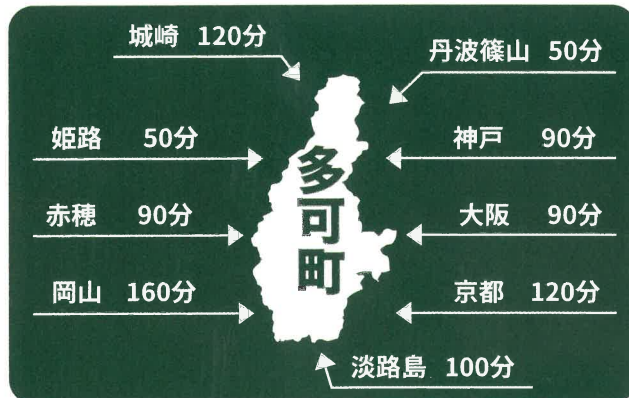 城崎 120分
丹波篠山 50分
姫路 50分
神戸 90分
多可町
赤穂 90分
大阪 90分
岡山 160分
京都 120分
淡路島 100分